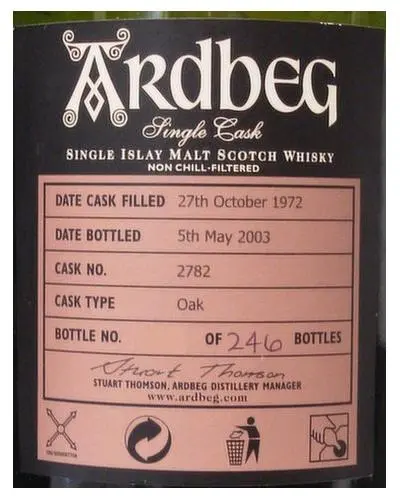 ARDBEG
Single Cask
SINGLE ISLAY MALT SCOTCH WHISKY
NON CHILL-FILTERED
DATE CASK FILLED 27th October 1972
DATE BOTTLED 5th May 2003
CASK NO. 2782
CASK TYPE Oak
BOTTLE NO. OF 246 BOTTLES
Stuart Thomson
STUART THOMSON, ARDBEG DISTILLERY MANAGER
www.ardbeg.com